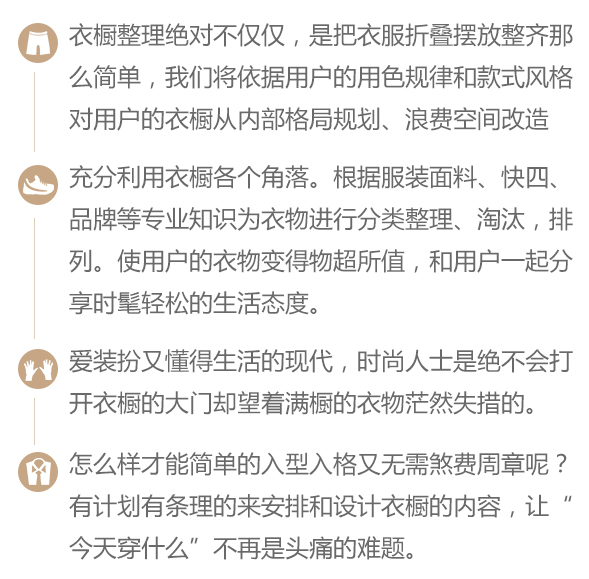 衣橱整理绝对不仅仅，是把衣服折叠摆放整齐那
么简单，我们将依据用户的用色规律和款式风格
对用户的衣橱从内部格局规划、浪费空间改造
充分利用衣橱各个角落。根据服装面料、快四、
品牌等专业知识为衣物进行分类整理、淘汰，排
列。使用户的衣物变得物超所值，和用户一起分
享时髦轻松的生活态度。
爱装扮又懂得生活的现代，时尚人士是绝不会打
开衣橱的大门却望着满橱的衣物茫然失措的。
怎么样才能简单的入型入格又无需煞费周章呢？
有计划有条理的来安排和设计衣橱的内容，让“
今天穿什么”不再是头痛的难题。